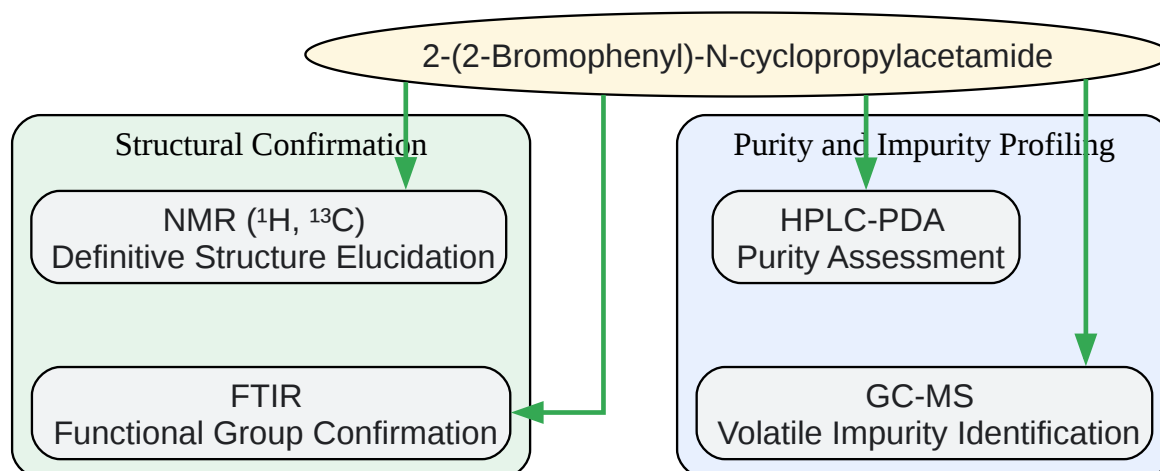 2-(2-Bromophenyl)-N-cyclopropylacetamide
Structural Confirmation
NMR (¹H, ¹³C)
Definitive Structure Elucidation
FTIR
Functional Group Confirmation
Purity and Impurity Profiling
HPLC-PDA
Purity Assessment
GC-MS
Volatile Impurity Identification